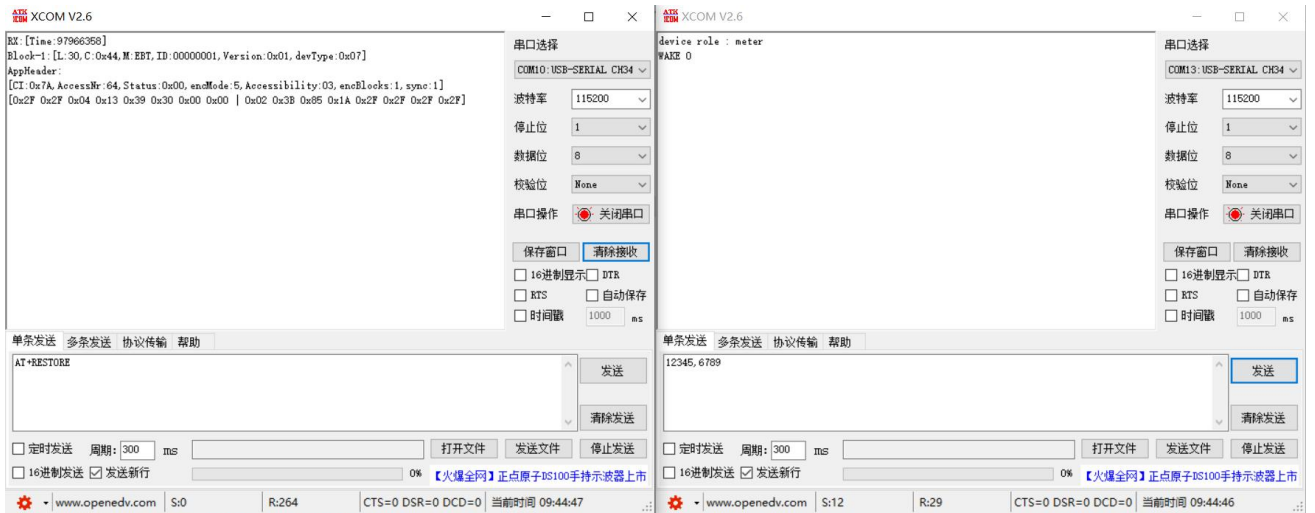 XCOM V2.6
RX:[Time:97966358]
Block-1:[L:30,C:0x44,M:EBT,ID:00000001,Version:0x01,devType:0x07]
AppHeader:
[CI:0x7A,AccessNr:64,Status:0x00,encMode:5,Accessibility:03,encBlocks:1,sync:1]
[0x2F 0x2F 0x04 0x13 0x39 0x30 0x00 0x00 | 0x02 0x3B 0x85 0x1A 0x2F 0x2F 0x2F 0x2F]
串口选择
COM10:USB-SERIAL CH34
波特率 115200
停止位 1
数据位 8
校验位 None
串口操作 关闭串口
保存窗口 清除接收
16进制显示 DTR
RTS 自动保存
时间戳 1000 ms
单条发送 多条发送 协议传输 帮助
AT+RESTORE
发送
清除发送
定时发送 周期: 300 ms 打开文件 发送文件 停止发送
16进制发送 发送新行 0% 【火爆全网】正点原子DS100手持示波器上市
www.openedv.com S:0 R:264 CTS=0 DSR=0 DCD=0 当前时间 09:44:47
XCOM V2.6
device role : meter
WAKE 0
串口选择
COM13:USB-SERIAL CH34
波特率 115200
停止位 1
数据位 8
校验位 None
串口操作 关闭串口
保存窗口 清除接收
16进制显示 DTR
RTS 自动保存
时间戳 1000 ms
单条发送 多条发送 协议传输 帮助
12345,6789
发送
清除发送
定时发送 周期: 300 ms 打开文件 发送文件 停止发送
16进制发送 发送新行 0% 【火爆全网】正点原子DS100手持示波器上市
www.openedv.com S:12 R:29 CTS=0 DSR=0 DCD=0 当前时间 09:44:46